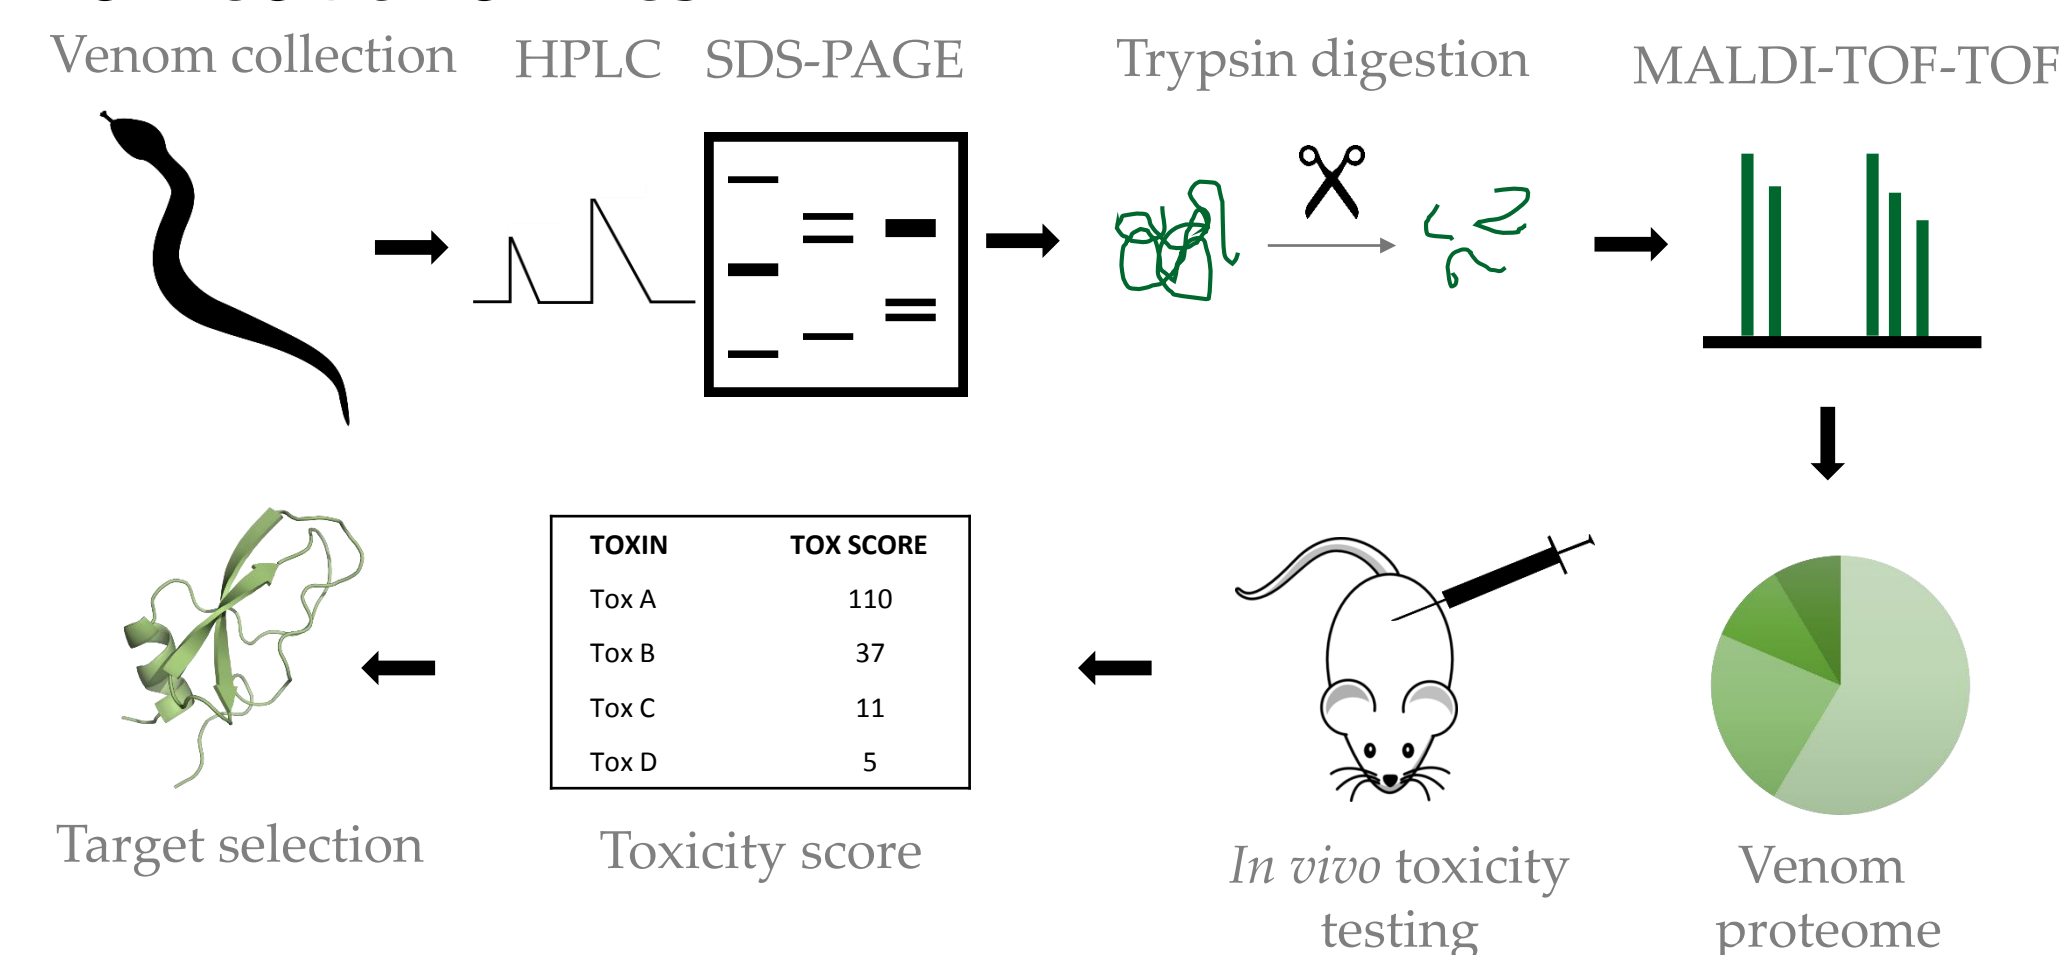 Venom collection
HPLC
SDS-PAGE
Trypsin digestion
MALDI-TOF-TOF
TOXIN TOX SCORE
Tox A 110
Tox B 37
Tox C 11
Tox D 5
Target selection
Toxicity score
In vivo toxicity
testing
Venom
proteome